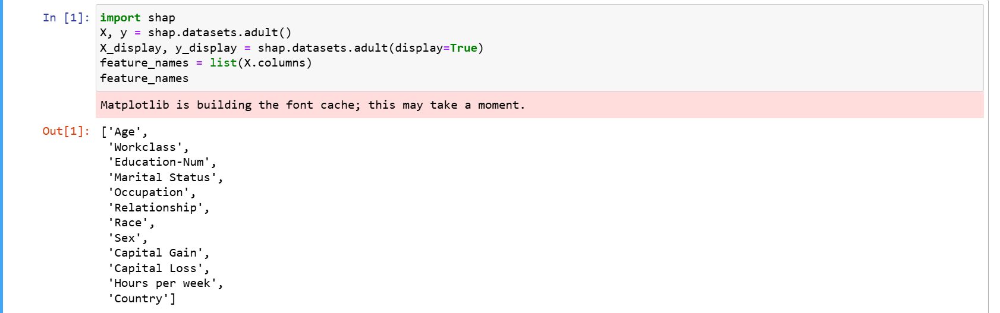 In [1]: import shap
X, y = shap.datasets.adult()
X_display, y_display = shap.datasets.adult(display=True)
feature_names = list(X.columns)
feature_names
Matplotlib is building the font cache; this may take a moment.
Out[1]: ['Age',
'Workclass',
'Education-Num',
'Marital Status',
'Occupation',
'Relationship',
'Race',
'Sex',
'Capital Gain',
'Capital Loss',
'Hours per week',
'Country']